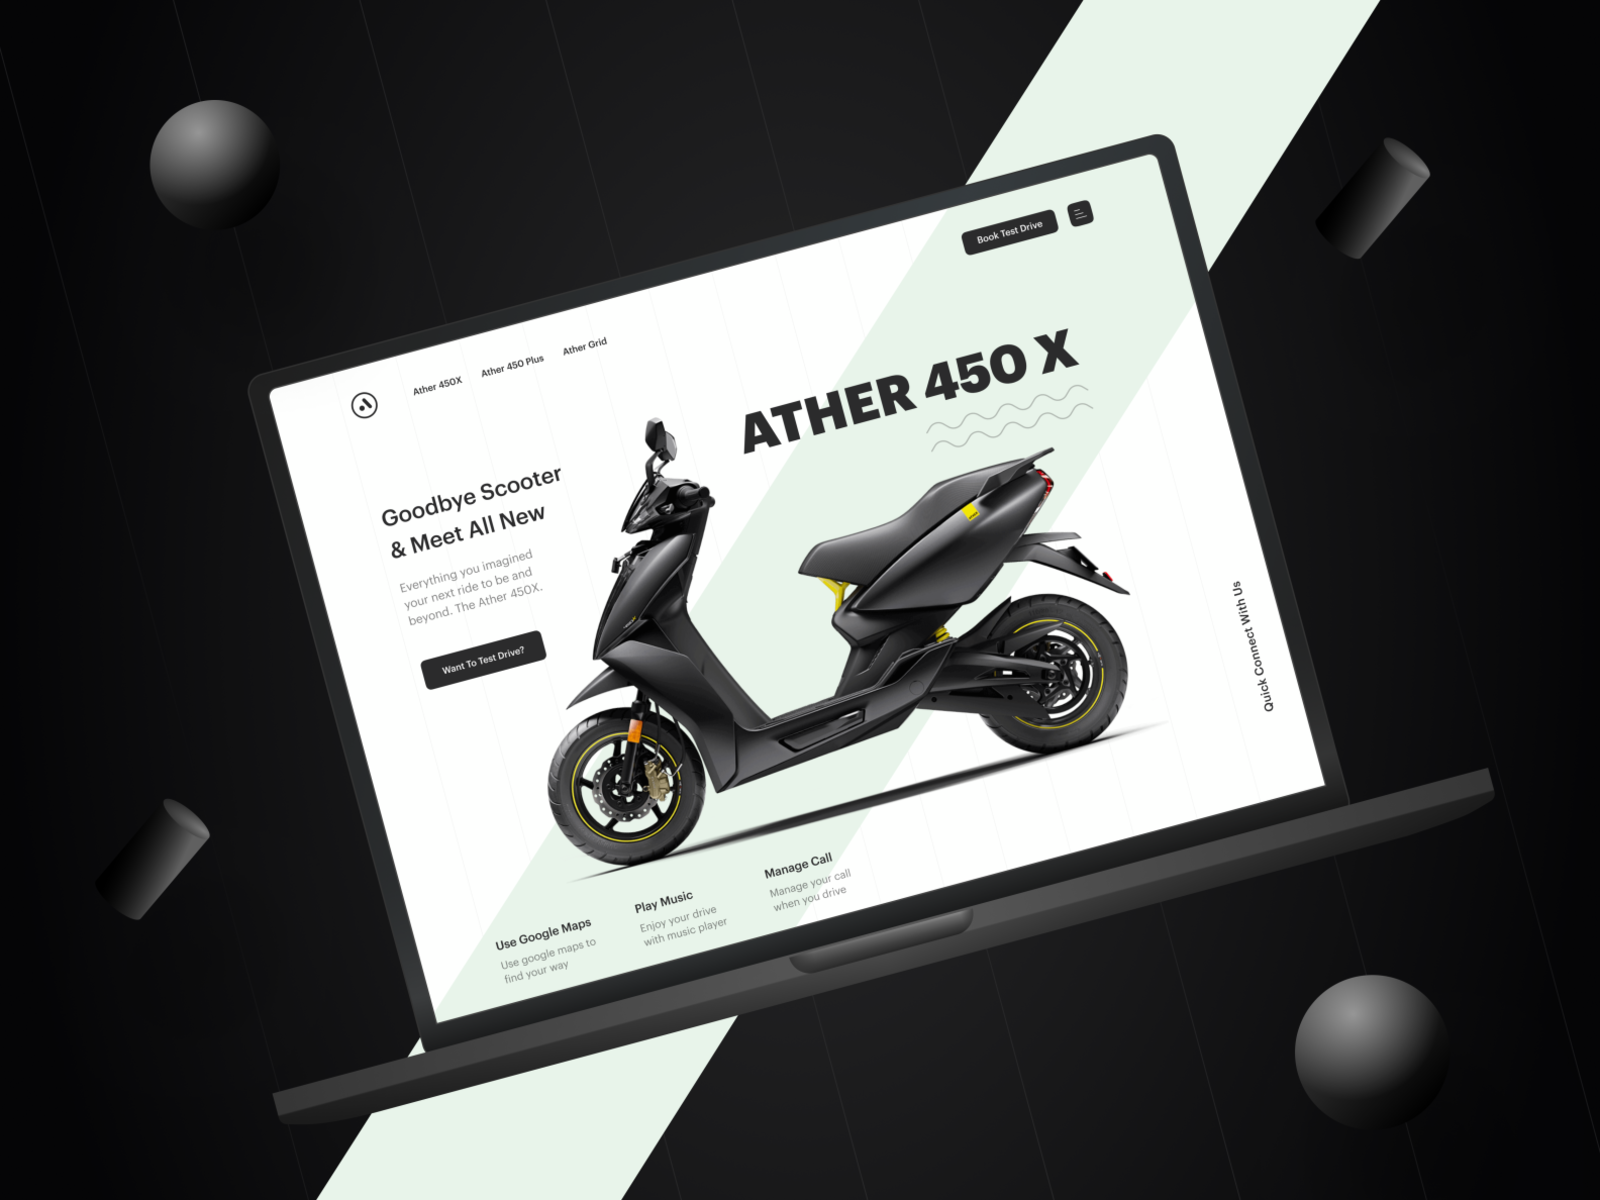 Book Test Drive
Ather 450X
Ather 450 Plus
Ather Grid
ATHER 450 X
Goodbye Scooter
& Meet All New
Everything you imagined
your next ride to be and
beyond. The Ather 450X.
Want To Test Drive?
Quick Connect With Us
Use Google Maps
Use google maps to
find your way
Play Music
Enjoy your drive
with music player
Manage Call
Manage your call
when you drive